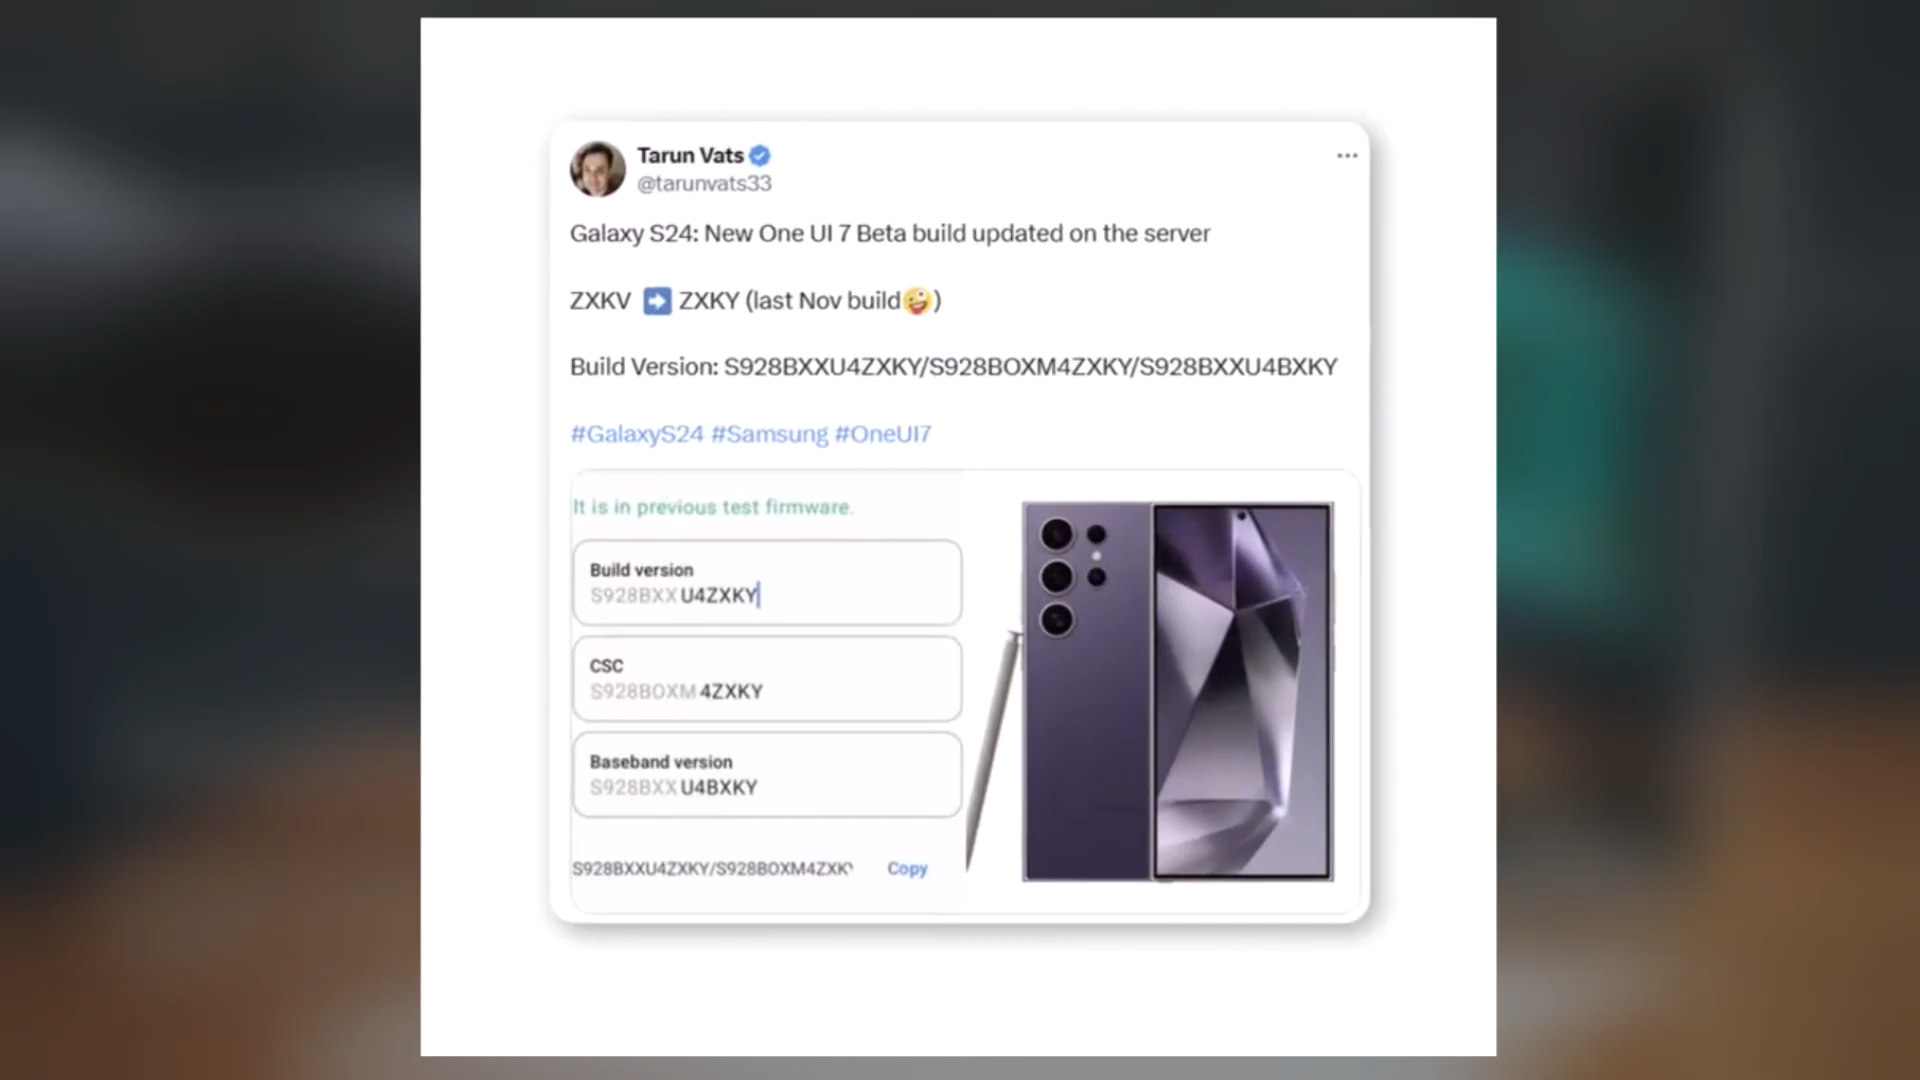 Tarun Vats
@tarunvats33
Galaxy S24: New One UI 7 Beta build updated on the server
ZXKV ➡️ ZXKY (last Nov build🤪)
Build Version: S928BXXU4ZXKY/S928BOXM4ZXKY/S928BXXU4BXKY
#GalaxyS24 #Samsung #OneUI7
It is in previous test firmware.
Build version
S928BXXU4ZXKY
CSC
S928BOXM4ZXKY
Baseband version
S928BXXU4BXKY
S928BXXU4ZXKY/S928BOXM4ZXK
Copy